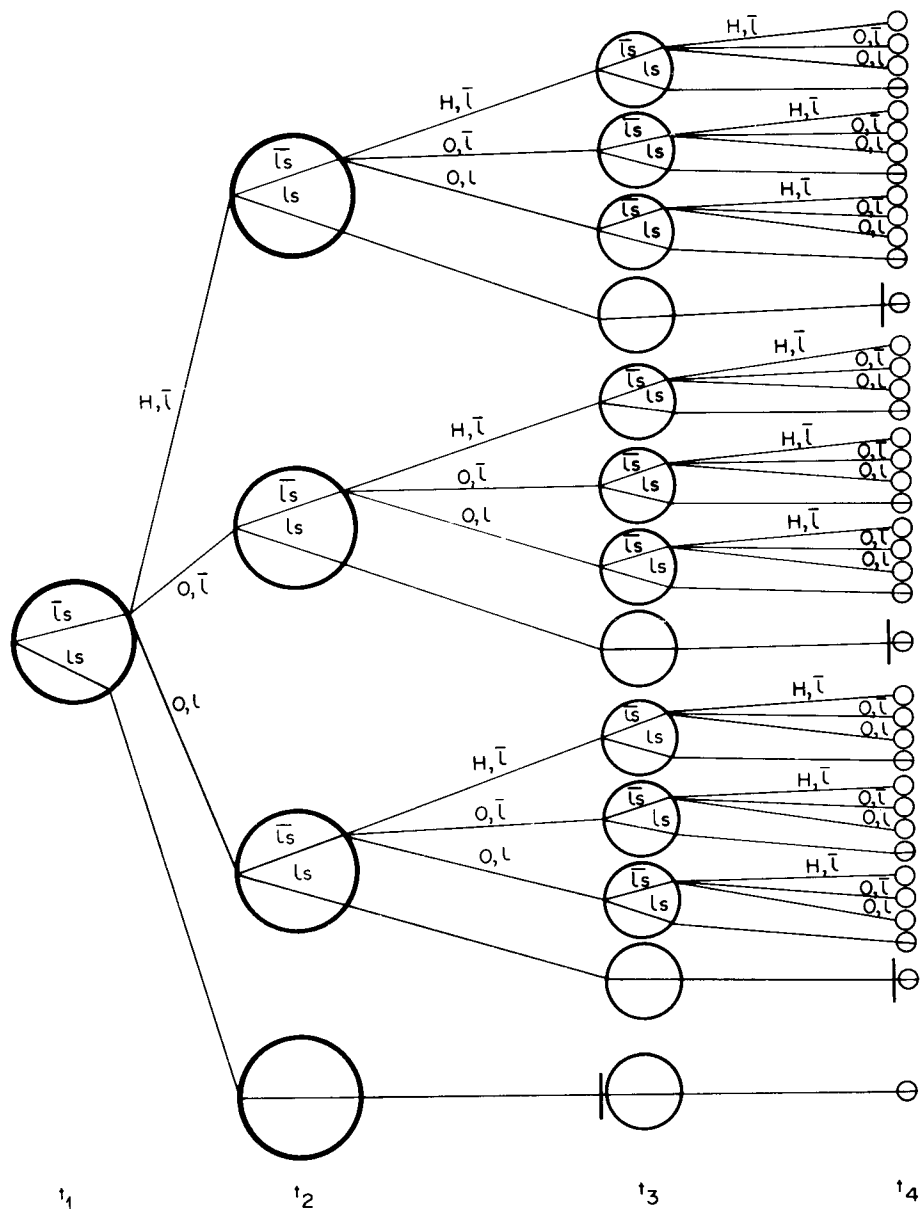 H, l̄
O, l̄
l̄s
O, l
ls
H, l̄
H, l̄
O, l̄
l̄s
O, l̄
ls
O, l
l̄s
O, l
H, l̄
ls
l̄s
O, l̄
ls
O, l
H, l̄
O, l̄
l̄s
O, l
ls
H, l̄
H, l̄
H, l̄
O, l̄
l̄s
O, l̄
O, l
ls
l̄s
O, l
ls
H, l̄
l̄s
O, l̄
ls
O, l
O, l̄
l̄s
ls
H, l̄
O, l
O, l̄
l̄s
O, l
ls
H, l̄
H, l̄
l̄s
O, l̄
O, l̄
ls
O, l
l̄s
O, l
H, l̄
ls
l̄s
O, l̄
ls
O, l
t1 t2 t3 t4